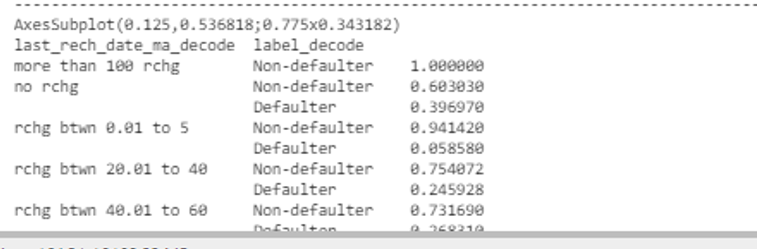 AxesSubplot(0.125,0.536818;0.775x0.343182)
last_rech_date_ma_decode  label_decode
more than 100 rchg        Non-defaulter    1.000000
no rchg                   Non-defaulter    0.603030
                          Defaulter        0.396970
rchg btwn 0.01 to 5       Non-defaulter    0.941420
                          Defaulter        0.058580
rchg btwn 20.01 to 40     Non-defaulter    0.754072
                          Defaulter        0.245928
rchg btwn 40.01 to 60     Non-defaulter    0.731690
                          Defaulter        0.268310